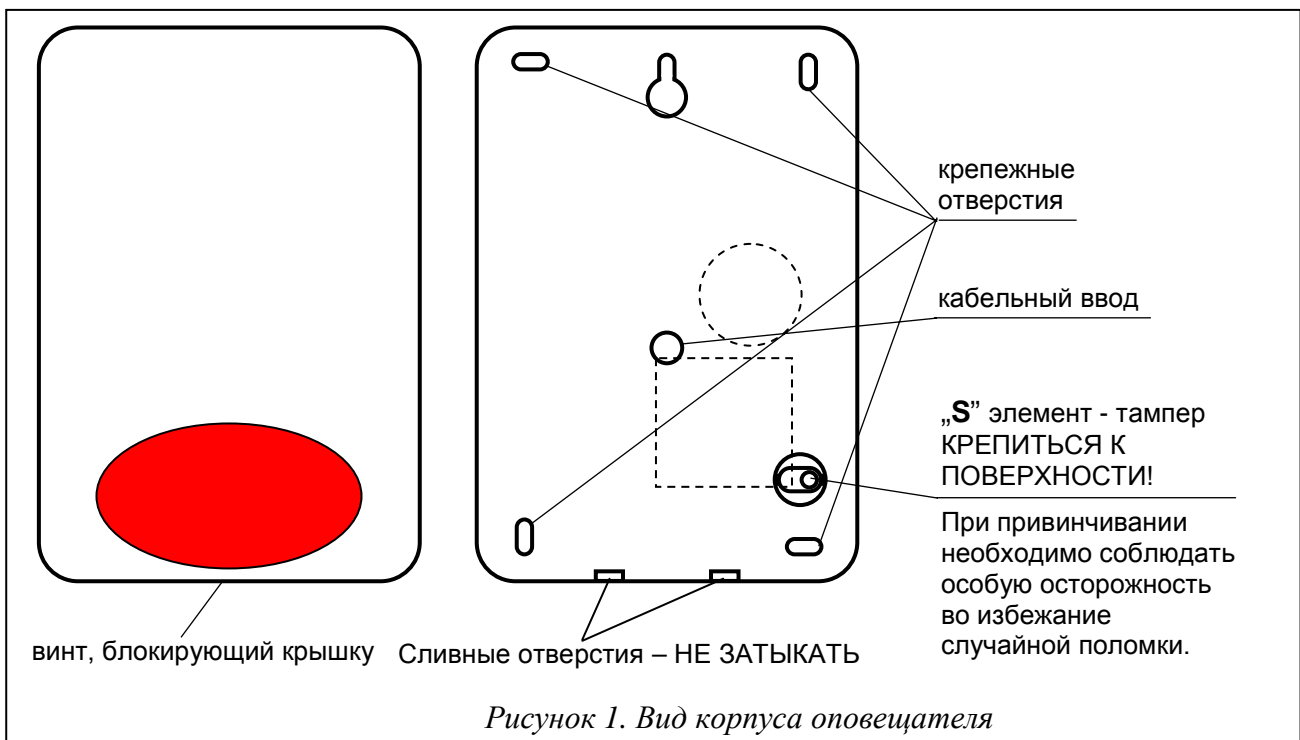 крепежные
отверстия
кабельный ввод
„S” элемент - тампер
КРЕПИТЬСЯ К
ПОВЕРХНОСТИ!
При привинчивании
необходимо соблюдать
особую осторожность
во избежание
случайной поломки.
винт, блокирующий крышку
Сливные отверстия – НЕ ЗАТЫКАТЬ
Рисунок 1. Вид корпуса оповещателя